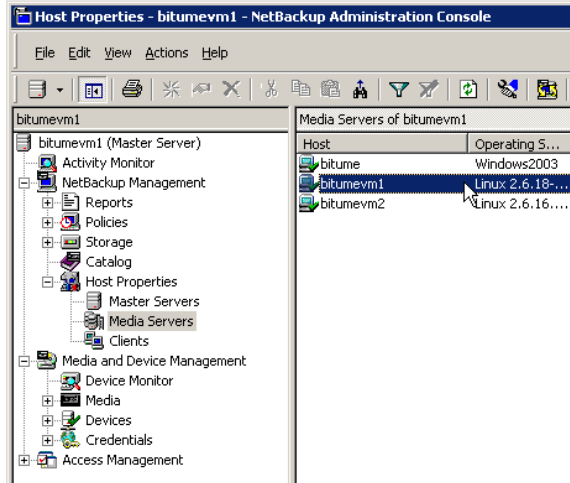 Host Properties - bitumevm1 - NetBackup Administration Console
File Edit View Actions Help
bitumevm1
Media Servers of bitumevm1
bitumevm1 (Master Server)
Activity Monitor
NetBackup Management
Reports
Policies
Storage
Catalog
Host Properties
Master Servers
Media Servers
Clients
Media and Device Management
Device Monitor
Media
Devices
Credentials
Access Management
Host Operating S...
bitume Windows2003
bitumevm1 Linux 2.6.18-...
bitumevm2 Linux 2.6.16....